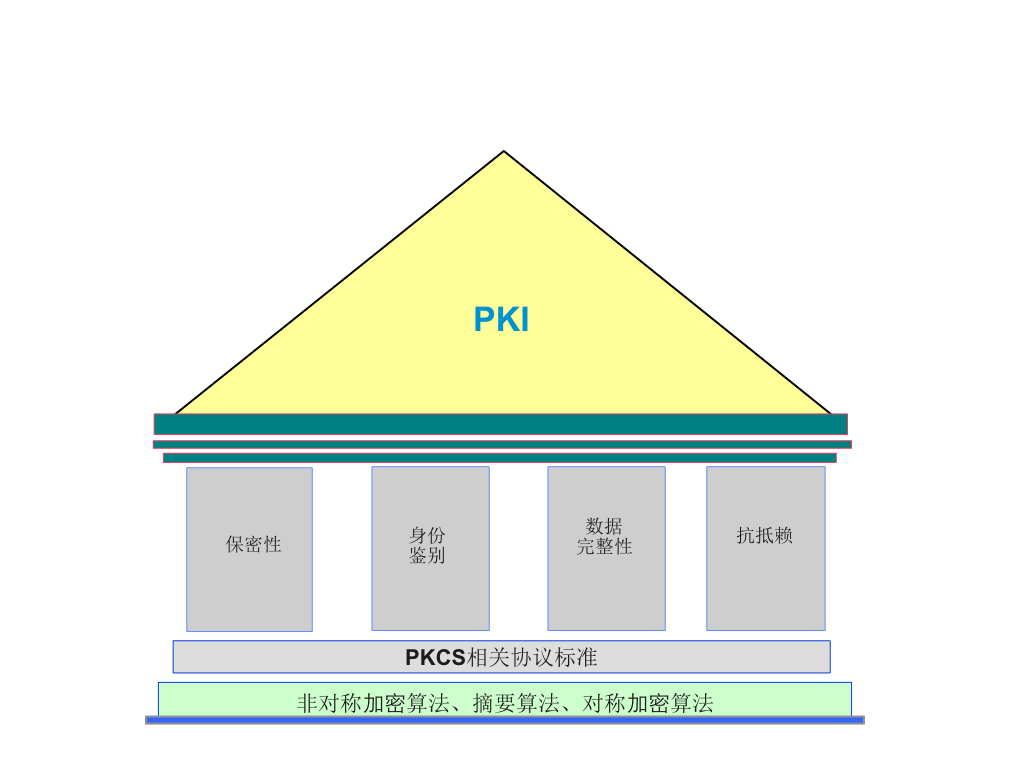 PKI
保密性
身份
鉴别
数据
完整性
抗抵赖
PKCS相关协议标准
非对称加密算法、摘要算法、对称加密算法